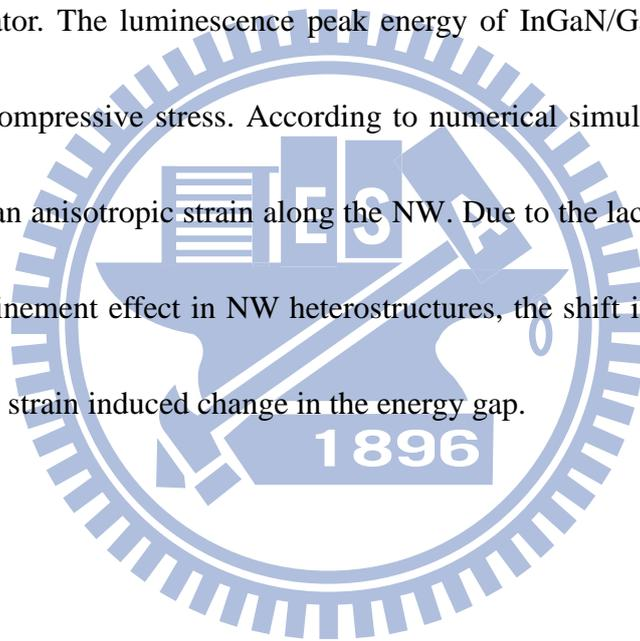 ator. The luminescence peak energy of InGaN/G
ompressive stress. According to numerical simul
an anisotropic strain along the NW. Due to the lac
inement effect in NW heterostructures, the shift i
strain induced change in the energy gap.
ESA
1896